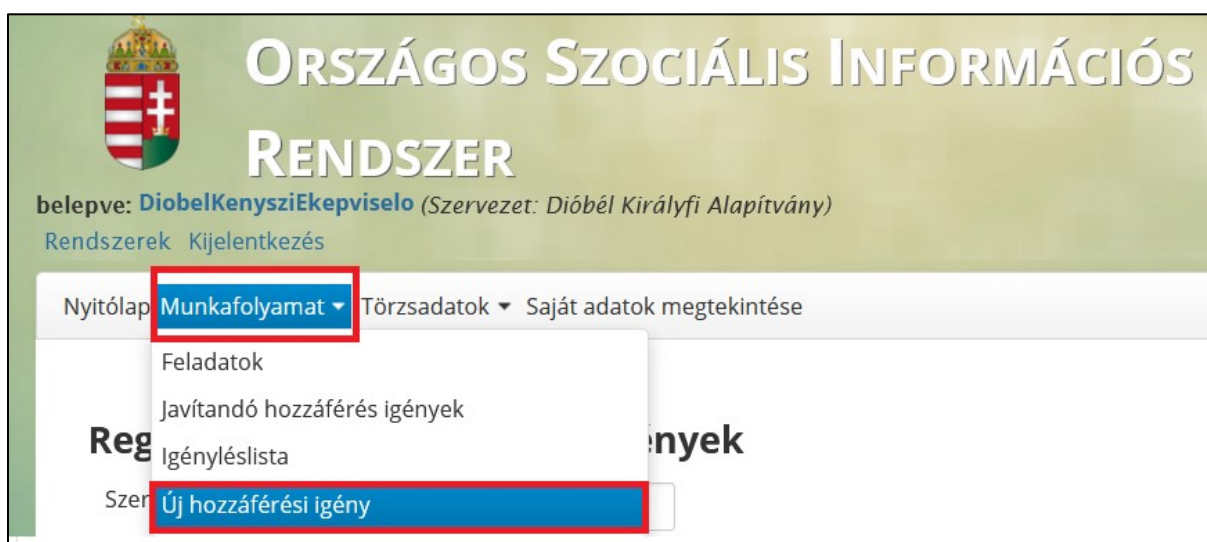 ORSZÁGOS SZOCIÁLIS INFORMÁCIÓS
RENDSZER
belepve: DiobelKenysziEkepviselo (Szervezet: Dióbél Királyfi Alapítvány)
Rendszerek Kijelentkezés
Nyitólap Munkafolyamat Törzsadatok Saját adatok megtekintése
Feladatok
Javítandó hozzáférés igények
Igényléslista
Új hozzáférési igény